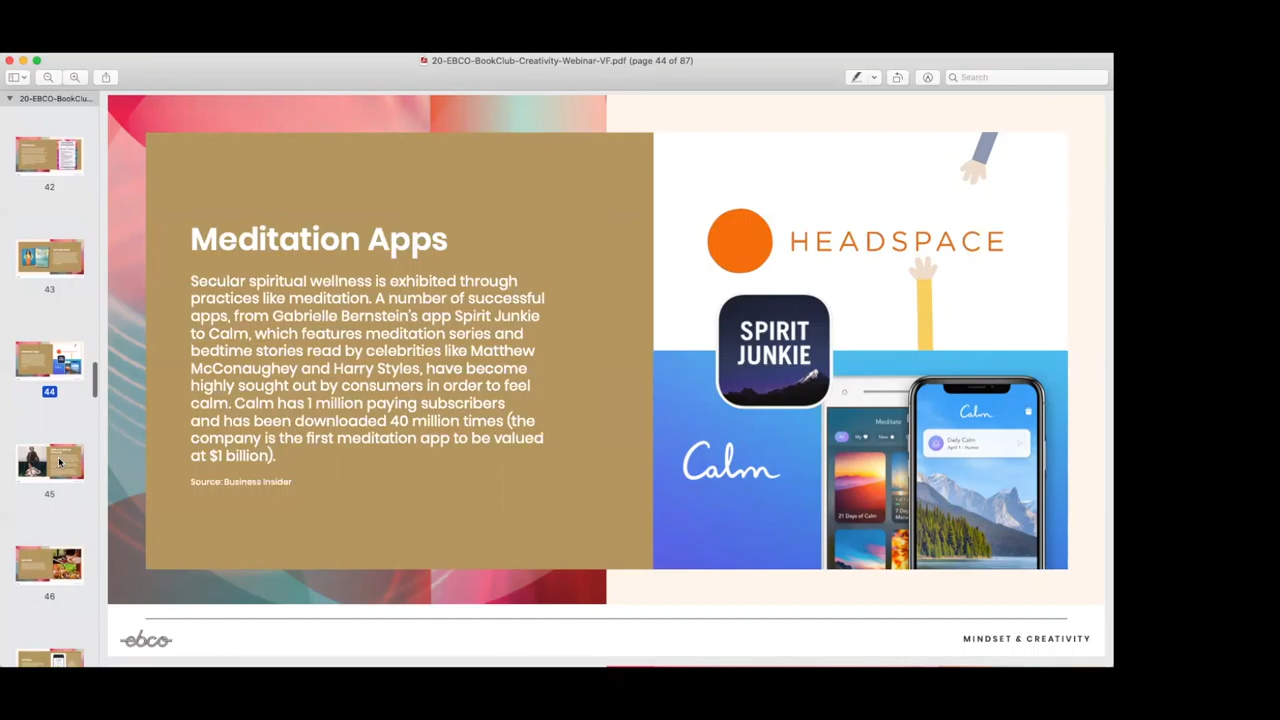 20-EBCO-BookClub-Creativity-Webinar-VF.pdf (page 44 of 87)
Search
20-EBCO-BookClu...
42
43
44
45
46
Meditation Apps
Secular spiritual wellness is exhibited through
practices like meditation. A number of successful
apps, from Gabrielle Bernstein's app Spirit Junkie
to Calm, which features meditation series and
bedtime stories read by celebrities like Matthew
McConaughey and Harry Styles, have become
highly sought out by consumers in order to feel
calm. Calm has 1 million paying subscribers
and has been downloaded 40 million times (the
company is the first meditation app to be valued
at $1 billion).
Source: Business Insider
HEADSPACE
SPIRIT
JUNKIE
Calm
Meditate
All
My
New
21 Days of Calm
Calm
Daily Calm
April 1
ebco
MINDSET & CREATIVITY